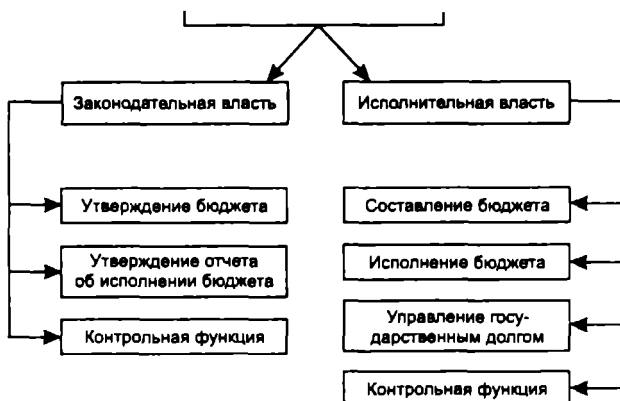 Законодательная власть
Исполнительная власть
Утверждение бюджета
Утверждение отчета
об исполнении бюджета
Контрольная функция
Составление бюджета
Исполнение бюджета
Управление госу-
дарственным долгом
Контрольная функция